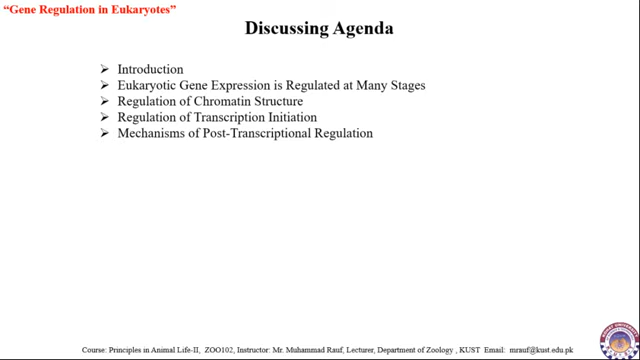 “Gene Regulation in Eukaryotes”
Discussing Agenda
➢ Introduction
➢ Eukaryotic Gene Expression is Regulated at Many Stages
➢ Regulation of Chromatin Structure
➢ Regulation of Transcription Initiation
➢ Mechanisms of Post-Transcriptional Regulation
Course: Principles in Animal Life-II, ZOO102, Instructor: Mr. Muhammad Rauf, Lecturer, Department of Zoology , KUST Email: mrauf@kust.edu.pk